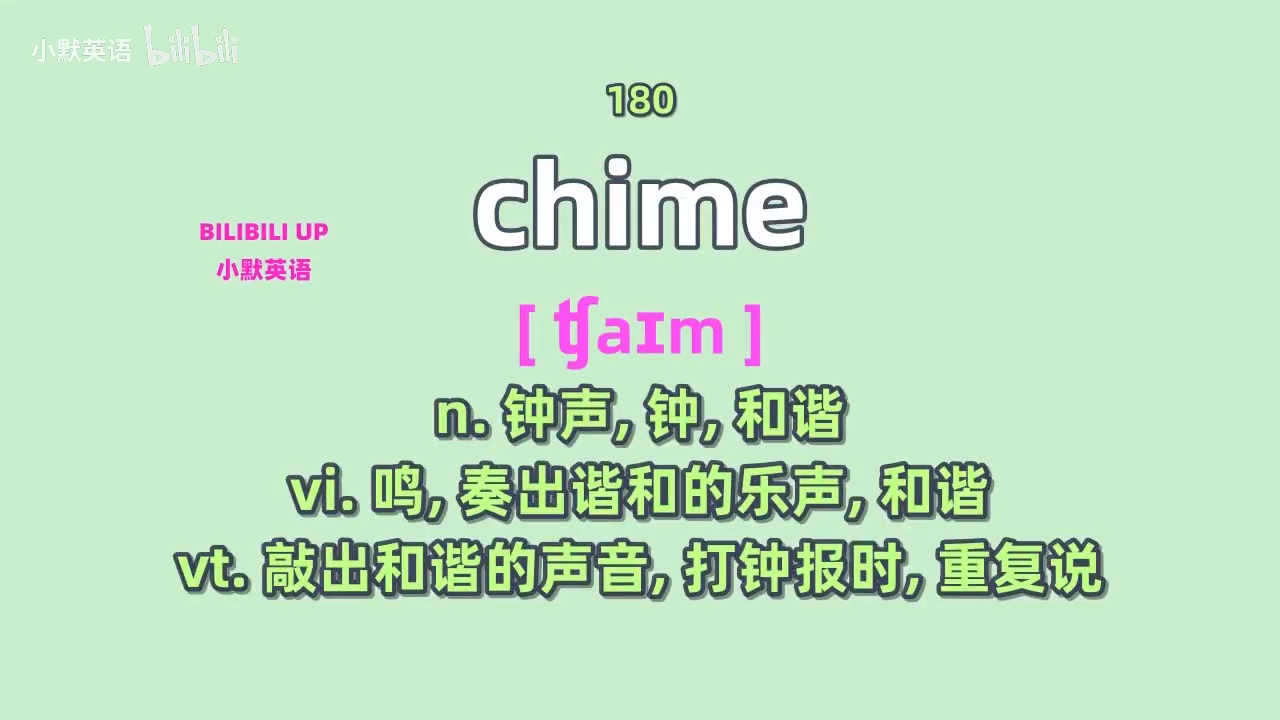 小默英语 bilibili
180
chime
BILIBILI UP
小默英语
[ ʧaɪm ]
n. 钟声, 钟, 和谐
vi. 鸣, 奏出谐和的乐声, 和谐
vt. 敲出和谐的声音, 打钟报时, 重复说